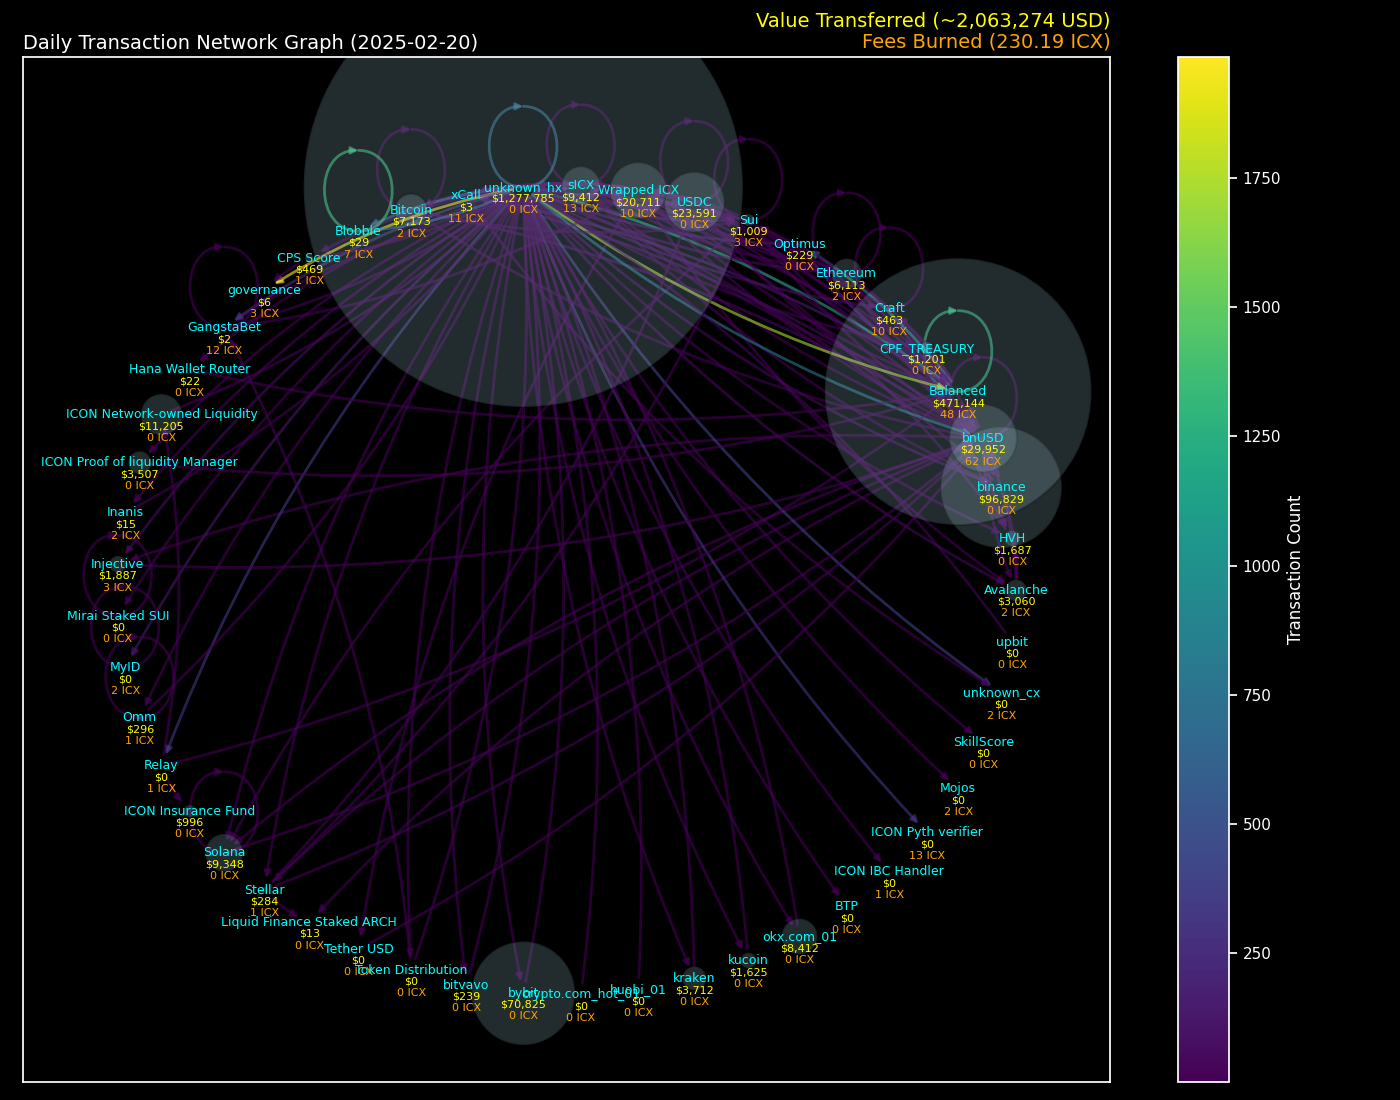 Value Transferred (~2,063,274 USD)
Daily Transaction Network Graph (2025-02-20)
Fees Burned (230.19 ICX)
unknown_hx
$1,277,785
0 ICX
sICX
$9,412
13 ICX
Wrapped ICX
$20,711
10 ICX
USDC
$23,591
0 ICX
Sui
$1,009
3 ICX
Optimus
$229
0 ICX
Ethereum
$6,113
2 ICX
Craft
$463
10 ICX
CPF_TREASURY
$1,201
0 ICX
Balanced
$471,144
48 ICX
bnUSD
$29,952
62 ICX
binance
$96,829
0 ICX
HVH
$1,687
0 ICX
Avalanche
$3,060
2 ICX
upbit
$0
0 ICX
unknown_cx
$0
2 ICX
SkillScore
$0
0 ICX
Mojos
$0
2 ICX
ICON Pyth verifier
$0
13 ICX
ICON IBC Handler
$0
1 ICX
BTP
$0
0 ICX
okx.com_01
$8,412
0 ICX
kucoin
$1,625
0 ICX
kraken
$3,712
0 ICX
huobi_01
$0
0 ICX
crypto.com_hot_01
$0
0 ICX
bybit
$70,825
0 ICX
bitvavo
$239
0 ICX
Token Distribution
$0
0 ICX
Tether USD
$0
0 ICX
Liquid Finance Staked ARCH
$13
0 ICX
Stellar
$284
1 ICX
Solana
$9,348
0 ICX
ICON Insurance Fund
$996
0 ICX
Relay
$0
1 ICX
Omm
$296
1 ICX
MyID
$0
2 ICX
Mirai Staked SUI
$0
0 ICX
Injective
$1,887
3 ICX
Inanis
$15
2 ICX
ICON Proof of liquidity Manager
$3,507
0 ICX
ICON Network-owned Liquidity
$11,205
0 ICX
Hana Wallet Router
$22
0 ICX
GangstaBet
$2
12 ICX
governance
$6
3 ICX
CPS Score
$469
1 ICX
Blobble
$29
7 ICX
Bitcoin
$7,173
2 ICX
xCall
$3
11 ICX
1750
1500
1250
1000
750
500
250
Transaction Count